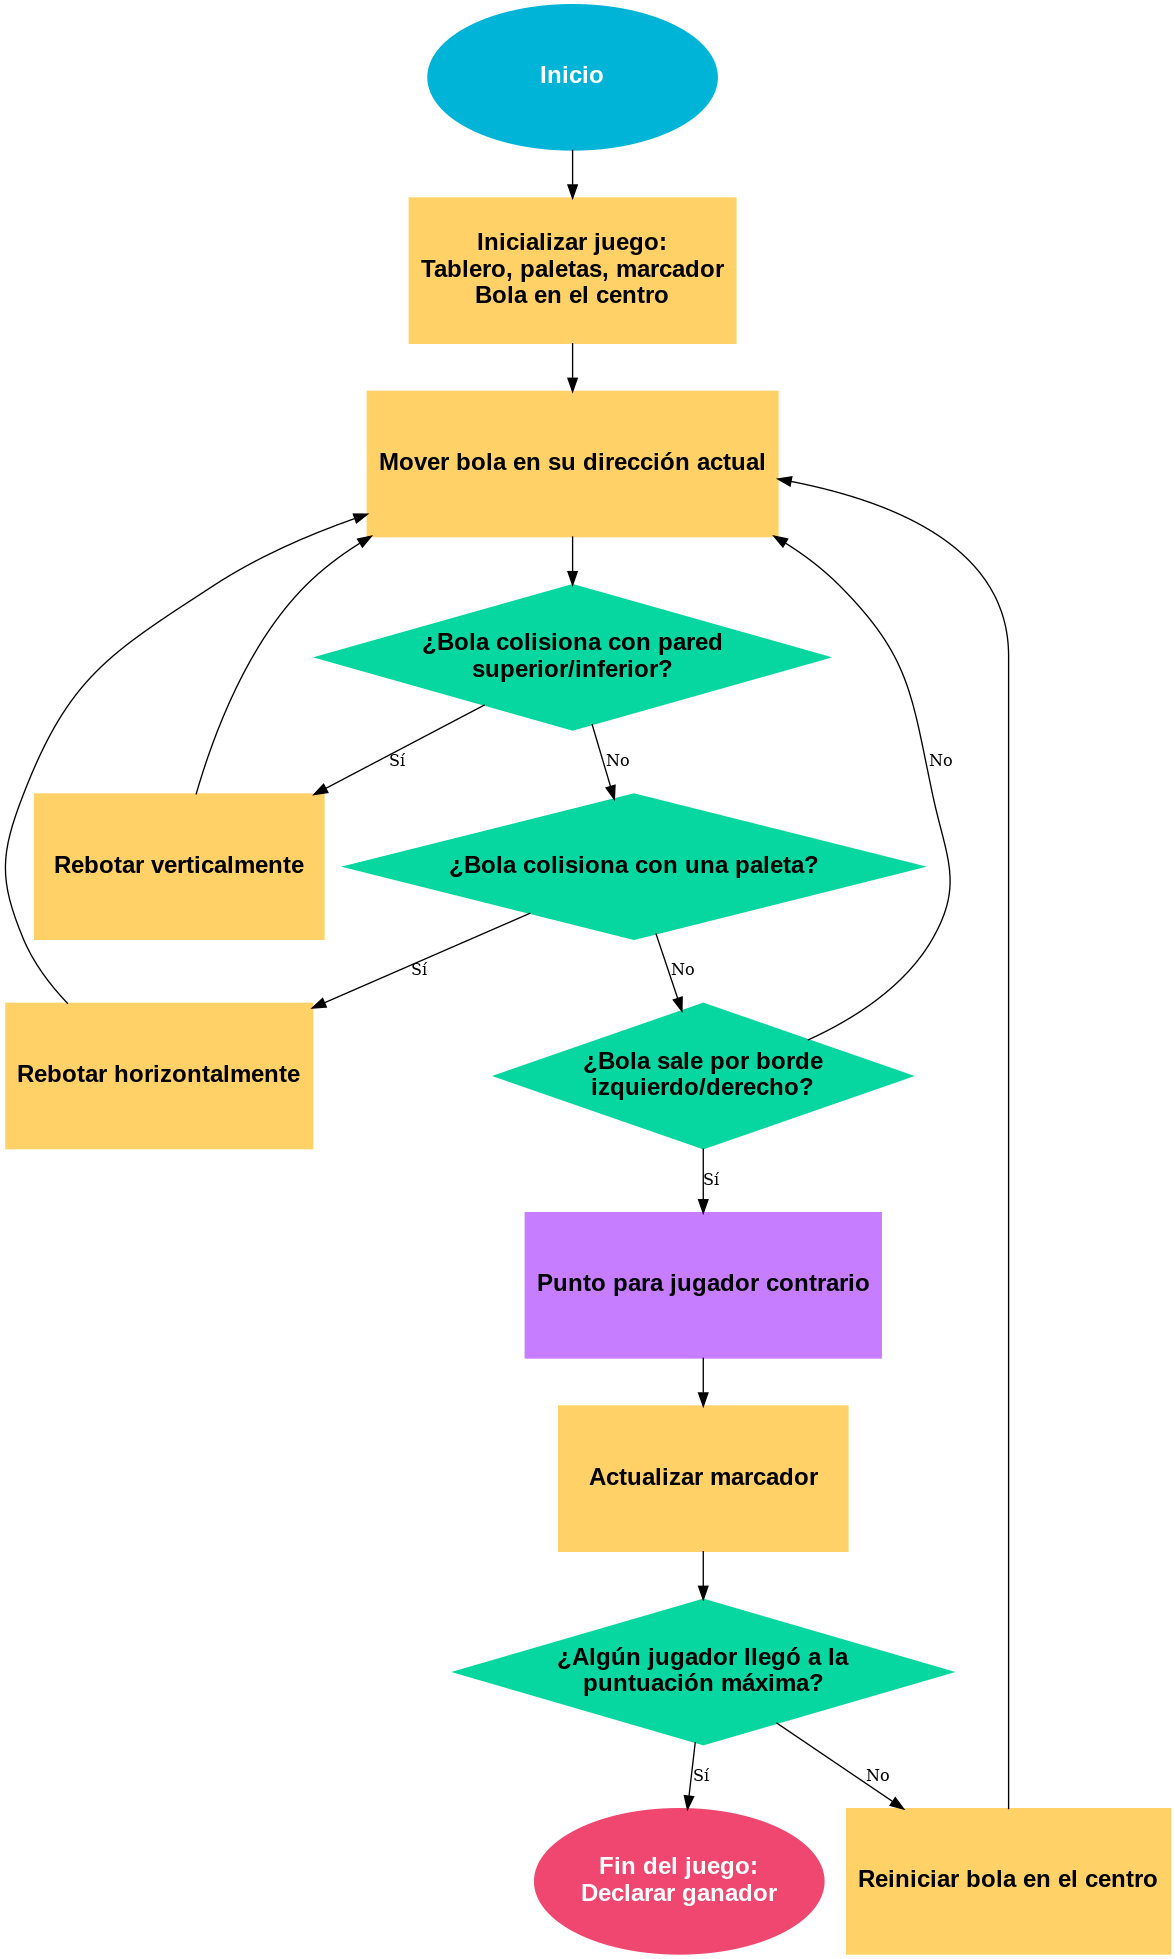 Inicio
Inicializar juego:
Tablero, paletas, marcador
Bola en el centro
Mover bola en su dirección actual
¿Bola colisiona con pared
superior/inferior?
Sí
No
No
Rebotar verticalmente
¿Bola colisiona con una paleta?
Sí
No
Rebotar horizontalmente
¿Bola sale por borde
izquierdo/derecho?
Sí
Punto para jugador contrario
Actualizar marcador
¿Algún jugador llegó a la
puntuación máxima?
Sí
No
Fin del juego:
Declarar ganador
Reiniciar bola en el centro